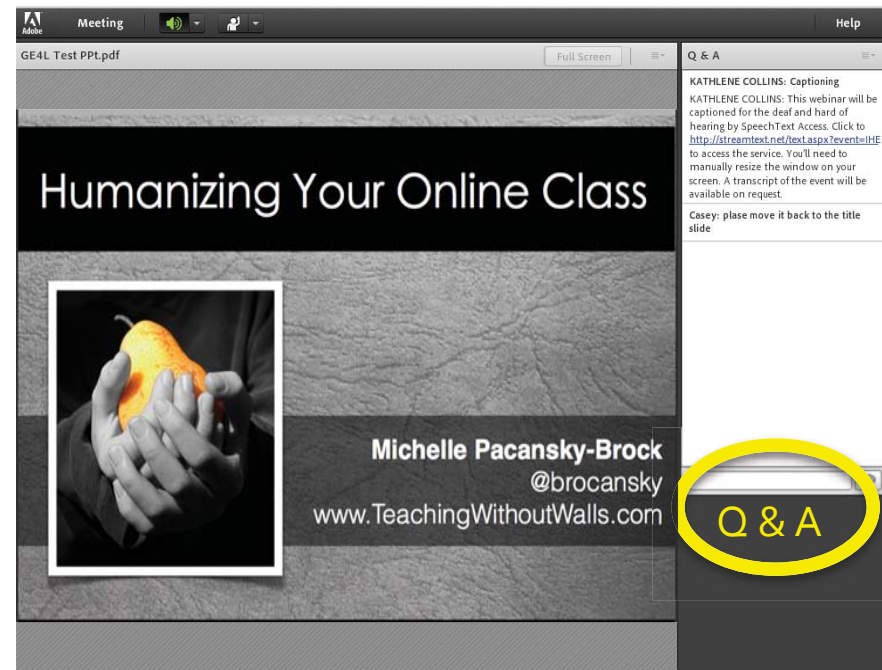 Adobe
Meeting
Help
GE4L Test PPt.pdf
Full Screen
Humanizing Your Online Class
Michelle Pacansky-Brock
@brocansky
www.TeachingWithoutWalls.com
Q & A
KATHLENE COLLINS: Captioning
KATHLENE COLLINS: This webinar will be
captioned for the deaf and hard of
hearing by SpeechText Access. Click to
http://streamtext.net/text.aspx?event=IHE
to access the service. You'll need to
manually resize the window on your
screen. A transcript of the event will be
available on request.
Casey: plase move it back to the title
slide
Q & A